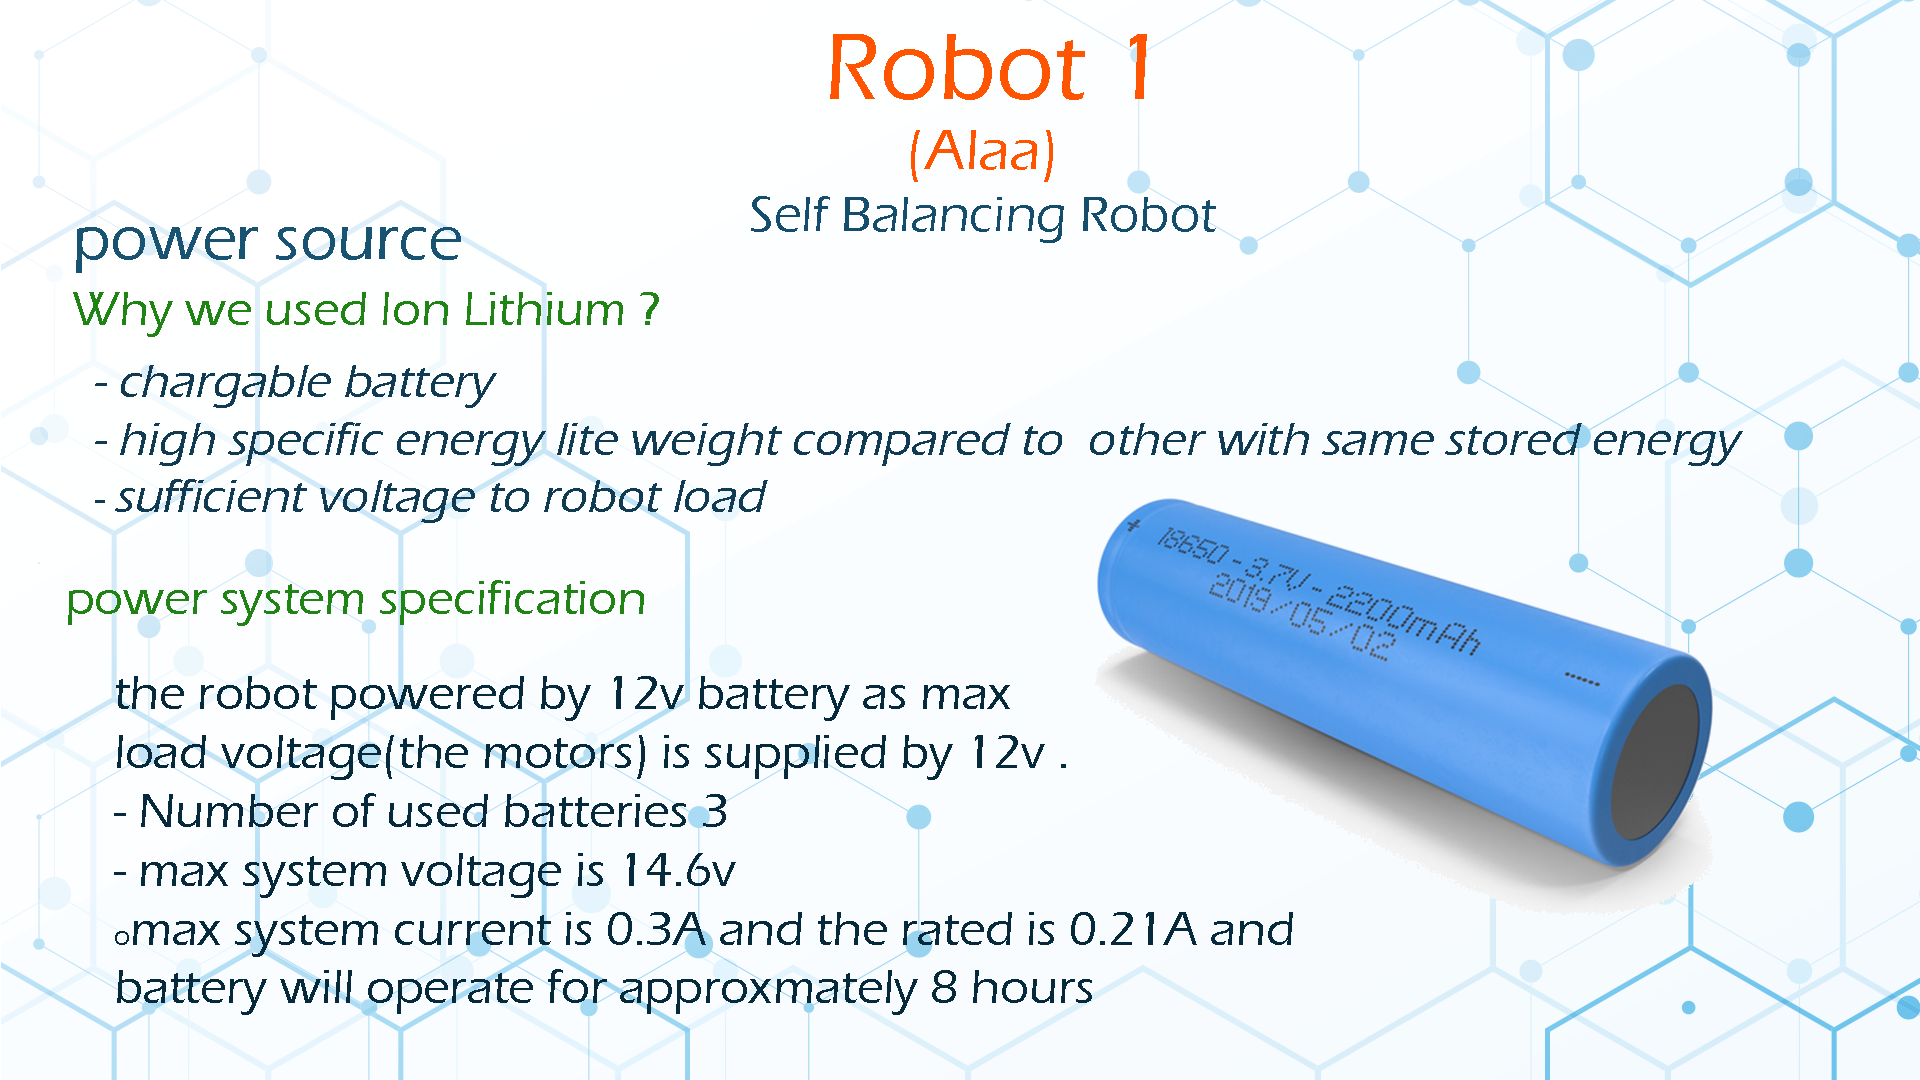 Robot 1
(Alaa)
Self Balancing Robot
power source
Why we used Ion Lithium ?
- chargable battery
- high specific energy lite weight compared to other with same stored energy
- sufficient voltage to robot load
+ 18650-3.7V-2200mAh
2019/05/02
power system specification
the robot powered by 12v battery as max
load voltage(the motors) is supplied by 12v .
- Number of used batteries 3
- max system voltage is 14.6v
omax system current is 0.3A and the rated is 0.21A and
battery will operate for approxmately 8 hours